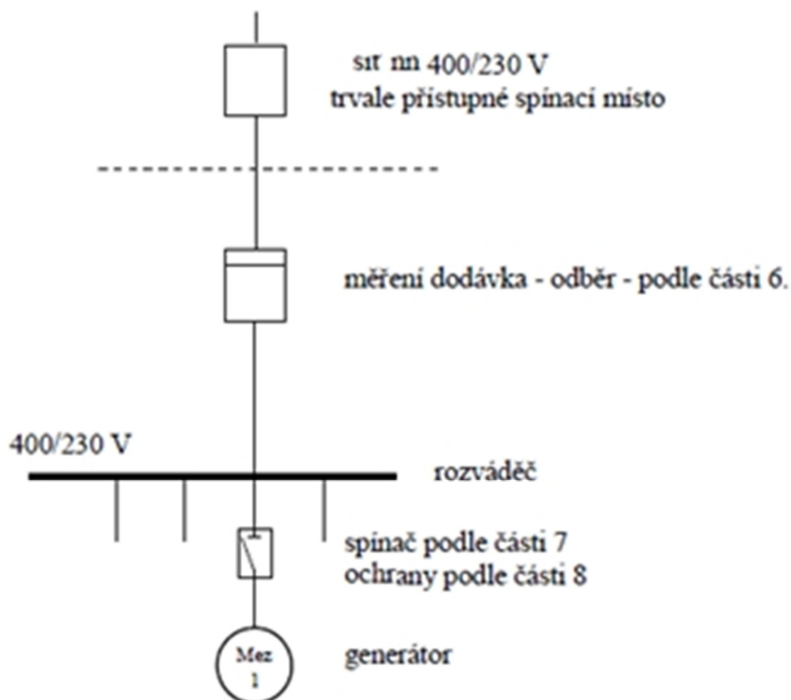 sıť nn 400/230 V
trvale přístupné spínací místo
měření dodávka - odběr - podle části 6.
400/230 V
rozváděč
spínač podle části 7
ochrany podle části 8
Mez
1
generátor